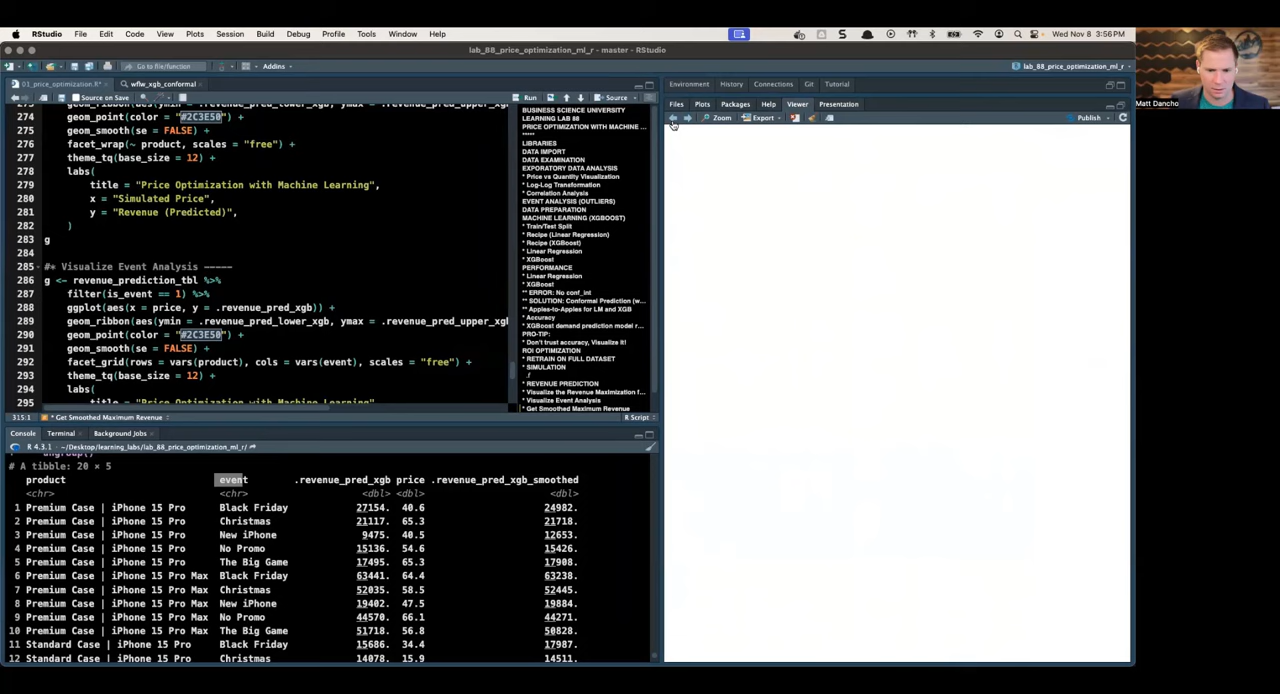 RStudio File Edit Code View Plots Session Build Debug Profile Tools Window Help Wed Nov 8 3:56 PM
lab_88_price_optimization_ml_r - master - RStudio
Go to file/function Addins lab_88_price_optimization_ml_r
wflw_xgb_conformal
Source on Save Run Source
274 geom_point(color = "#2C3E50") +
275 geom_smooth(se = FALSE) +
276 facet_wrap(~ product, scales = "free") +
277 theme_tq(base_size = 12) +
278 labs(
279 title = "Price Optimization with Machine Learning",
280 x = "Simulated Price",
281 y = "Revenue (Predicted)",
282 )
283 g
284
285 #* Visualize Event Analysis -----
286 g <- revenue_prediction_tbl %>%
287 filter(is_event == 1) %>%
288 ggplot(aes(x = price, y = .revenue_pred_xgb)) +
289 geom_ribbon(aes(ymin = .revenue_pred_lower_xgb, ymax = .revenue_pred_upper_xgb
290 geom_point(color = "#2C3E50") +
291 geom_smooth(se = FALSE) +
292 facet_grid(rows = vars(product), cols = vars(event), scales = "free") +
293 theme_tq(base_size = 12) +
294 labs(
295 title = "Price Optimization with Machine Learning"
BUSINESS SCIENCE UNIVERSITY
LEARNING LAB 88
PRICE OPTIMIZATION WITH MACHINE ...
*****
LIBRARIES
DATA IMPORT
DATA EXAMINATION
EXPORATORY DATA ANALYSIS
* Price vs Quantity Visualization
* Log-Log Transformation
* Correlation Analysis
EVENT ANALYSIS (OUTLIERS)
DATA PREPARATION
MACHINE LEARNING (XGBOOST)
* Train/Test Split
* Recipe (Linear Regression)
* Recipe (XGBoost)
* Linear Regression
* XGBoost
PERFORMANCE
* Linear Regression
* XGBoost
** ERROR: No conf_int
** SOLUTION: Conformal Prediction (w...
** Apples-to-Apples for LM and XGB
* Accuracy
* XGBoost demand prediction model r...
PRO-TIP:
* Don't trust accuracy, Visualize it!
ROI OPTIMIZATION
* RETRAIN ON FULL DATASET
* SIMULATION
.f
* REVENUE PREDICTION
* Visualize the Revenue Maximization f...
* Visualize Event Analysis
* Get Smoothed Maximum Revenue
315:1 * Get Smoothed Maximum Revenue R Script
Console Terminal Background Jobs
R 4.3.1 · ~/Desktop/learning_labs/lab_88_price_optimization_ml_r/
# A tibble: 20 × 5
product event .revenue_pred_xgb price .revenue_pred_xgb_smoothed
<chr> <chr> <dbl> <dbl> <dbl>
1 Premium Case | iPhone 15 Pro Black Friday 27154. 40.6 24982.
2 Premium Case | iPhone 15 Pro Christmas 21117. 65.3 21718.
3 Premium Case | iPhone 15 Pro New iPhone 9475. 40.5 12653.
4 Premium Case | iPhone 15 Pro No Promo 15136. 54.6 15426.
5 Premium Case | iPhone 15 Pro The Big Game 17495. 65.3 17908.
6 Premium Case | iPhone 15 Pro Max Black Friday 63441. 64.4 63238.
7 Premium Case | iPhone 15 Pro Max Christmas 52035. 58.5 52445.
8 Premium Case | iPhone 15 Pro Max New iPhone 19402. 47.5 19884.
9 Premium Case | iPhone 15 Pro Max No Promo 44570. 66.1 44271.
10 Premium Case | iPhone 15 Pro Max The Big Game 51718. 56.8 50828.
11 Standard Case | iPhone 15 Pro Black Friday 15686. 34.4 17987.
12 Standard Case | iPhone 15 Pro Christmas 14078. 15.9 14511.
Environment History Connections Git Tutorial
Files Plots Packages Help Viewer Presentation
Zoom Export Publish
Matt Dancho